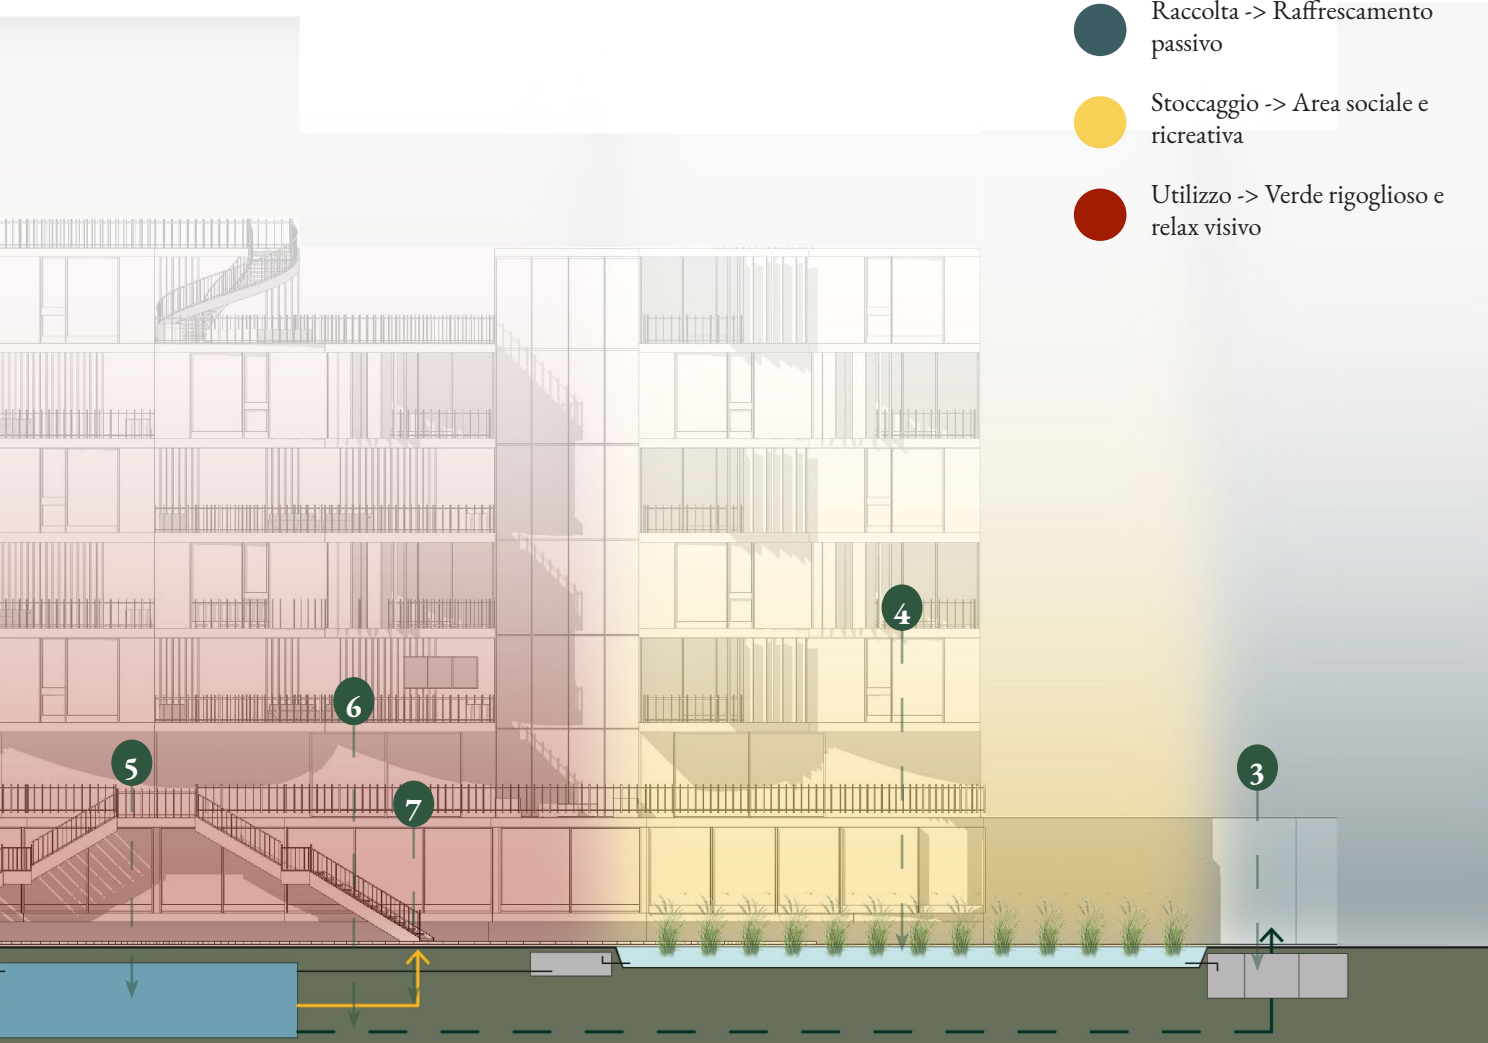 Raccolta -> Raffrescamento
passivo
Stoccaggio -> Area sociale e
ricreativa
Utilizzo -> Verde rigoglioso e
relax visivo
4
6
5
3
7